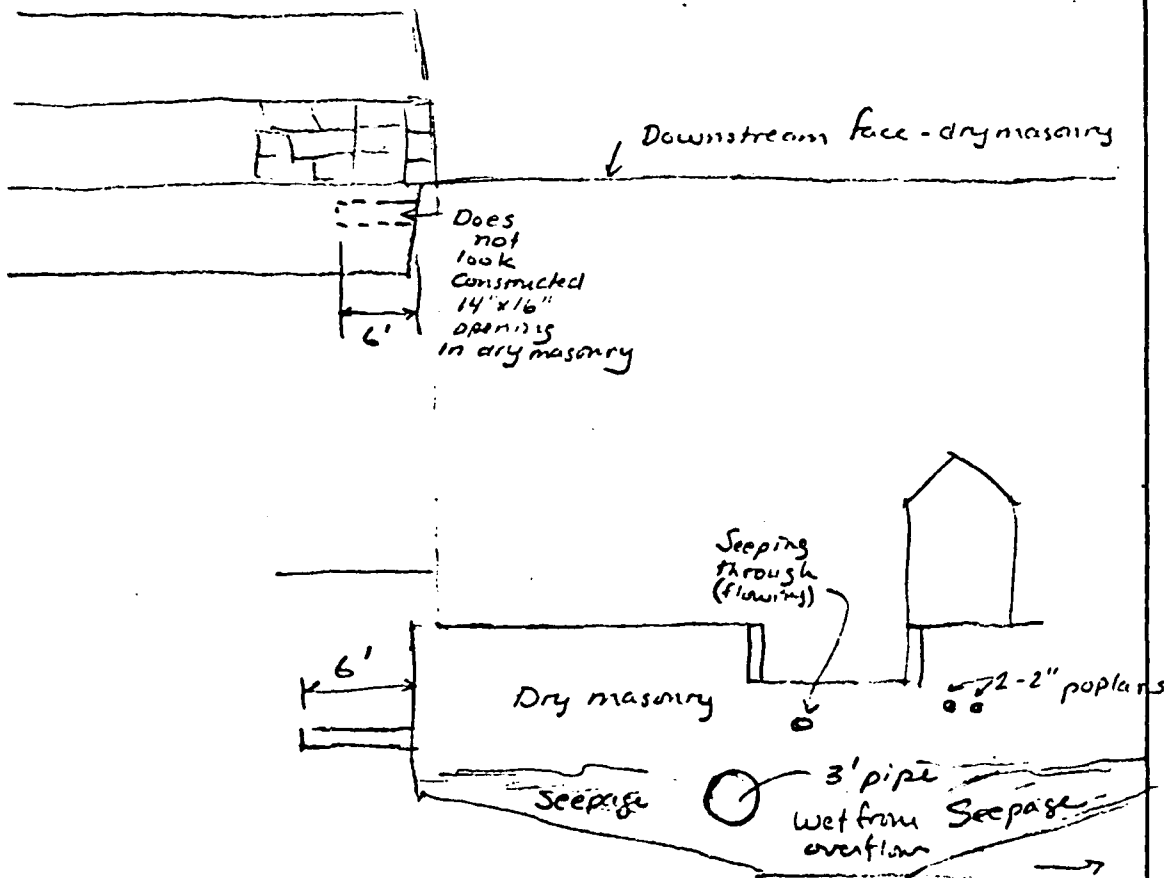 Downstream face - dry masonry
Does
not
look
constructed
14" x 16"
opening
in dry masonry
6'
Seeping
through
(flowing)
6'
Dry masonry
2-2" poplars
3' pipe
Seepage
Wet from
overflow
Seepage